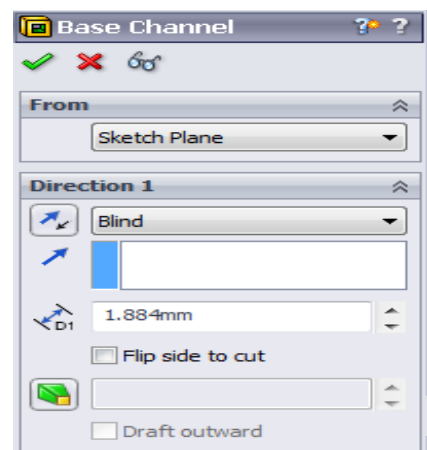 Base Channel ? ?
From
Sketch Plane
Direction 1
Blind
D1 1.884mm
Flip side to cut
Draft outward